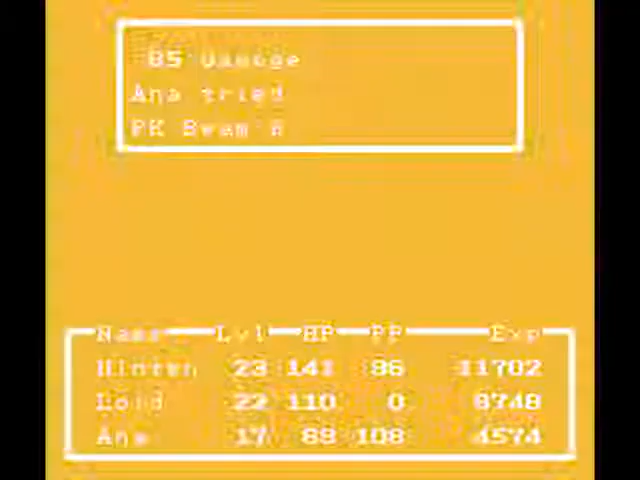 85 Damage
Ana tried
PK Beam
Name Lvl HP PP Exp
Ninten 23 141 86 11702
Loid 22 110 0 8748
Ana 17 88 108 4574